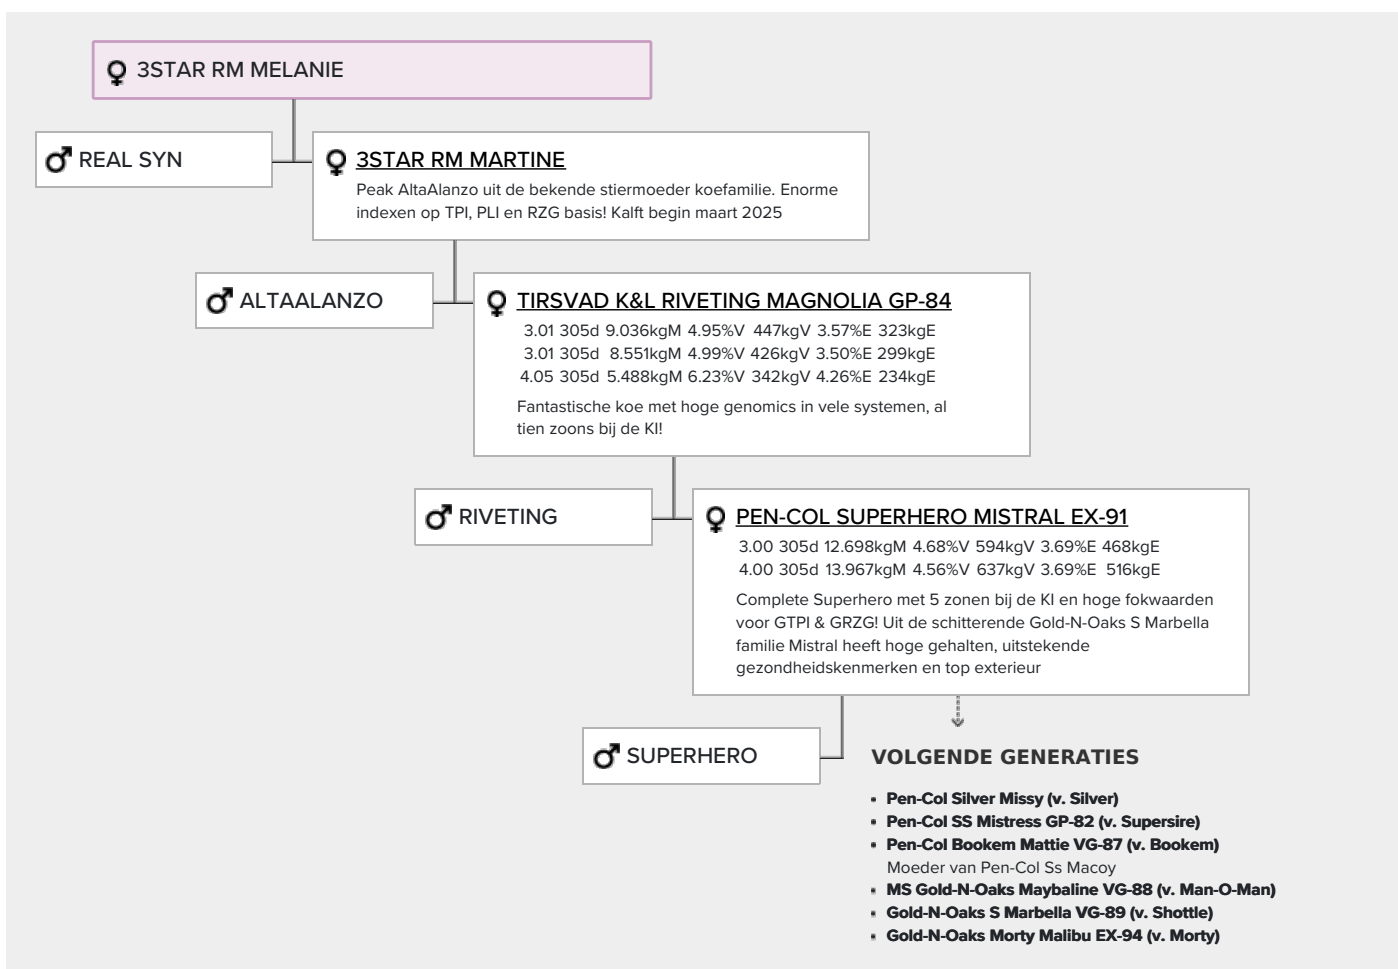 3STAR RM MELANIE
REAL SYN
3STAR RM MARTINE
Peak AltaAlanzo uit de bekende stiermoeder koefamilie. Enorme
indexen op TPI, PLI en RZG basis! Kalft begin maart 2025
ALTAALANZO
TIRSVAD K&L RIVETING MAGNOLIA GP-84
3.01 305d 9.036kgM 4.95%V 447kgV 3.57%E 323kgE
3.01 305d 8.551kgM 4.99%V 426kgV 3.50%E 299kgE
4.05 305d 5.488kgM 6.23%V 342kgV 4.26%E 234kgE
Fantastische koe met hoge genomics in vele systemen, al
tien zoons bij de KI!
RIVETING
PEN-COL SUPERHERO MISTRAL EX-91
3.00 305d 12.698kgM 4.68%V 594kgV 3.69%E 468kgE
4.00 305d 13.967kgM 4.56%V 637kgV 3.69%E 516kgE
Complete Superhero met 5 zonen bij de KI en hoge fokwaarden
voor GTPI & GRZG! Uit de schitterende Gold-N-Oaks S Marbella
familie Mistral heeft hoge gehalten, uitstekende
gezondheidskenmerken en top exterieur
SUPERHERO
VOLGENDE GENERATIES
• Pen-Col Silver Missy (v. Silver)
• Pen-Col SS Mistress GP-82 (v. Supersire)
• Pen-Col Bookem Mattie VG-87 (v. Bookem)
Moeder van Pen-Col Ss Macoy
• MS Gold-N-Oaks Maybaline VG-88 (v. Man-O-Man)
• Gold-N-Oaks S Marbella VG-89 (v. Shottle)
• Gold-N-Oaks Morty Malibu EX-94 (v. Morty)